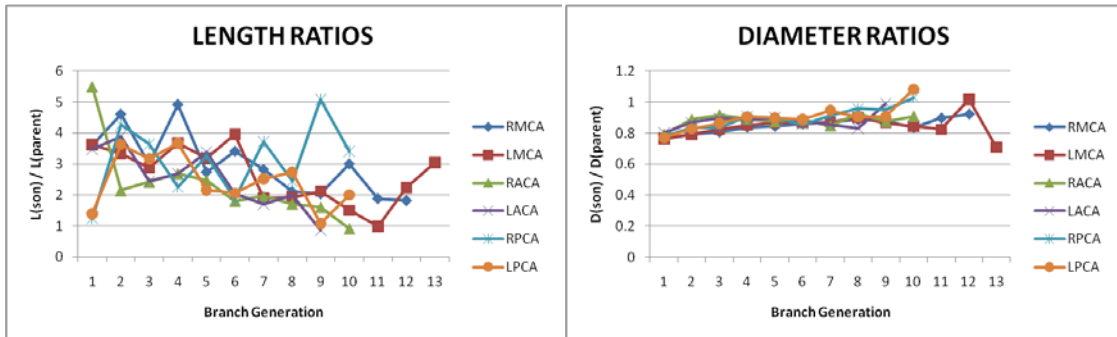 LENGTH RATIOS
6
5
4
3
2
1
0
L(son) / L(parent)
1 2 3 4 5 6 7 8 9 10 11 12 13
Branch Generation
RMCA
LMCA
RACA
LACA
RPCA
LPCA
DIAMETER RATIOS
1.2
1
0.8
0.6
0.4
0.2
0
D(son) / D(parent)
1 2 3 4 5 6 7 8 9 10 11 12 13
Branch Generation
RMCA
LMCA
RACA
LACA
RPCA
LPCA